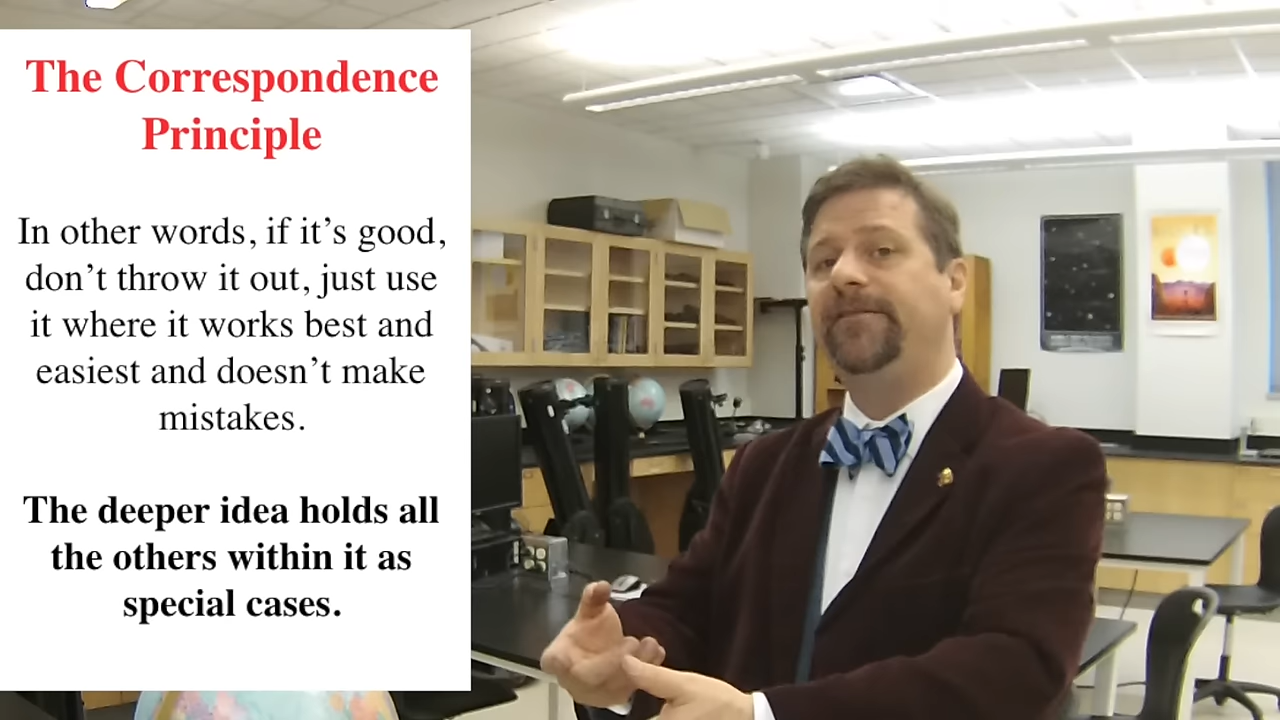 The Correspondence
Principle
In other words, if it’s good,
don’t throw it out, just use
it where it works best and
easiest and doesn’t make
mistakes.
The deeper idea holds all
the others within it as
special cases.